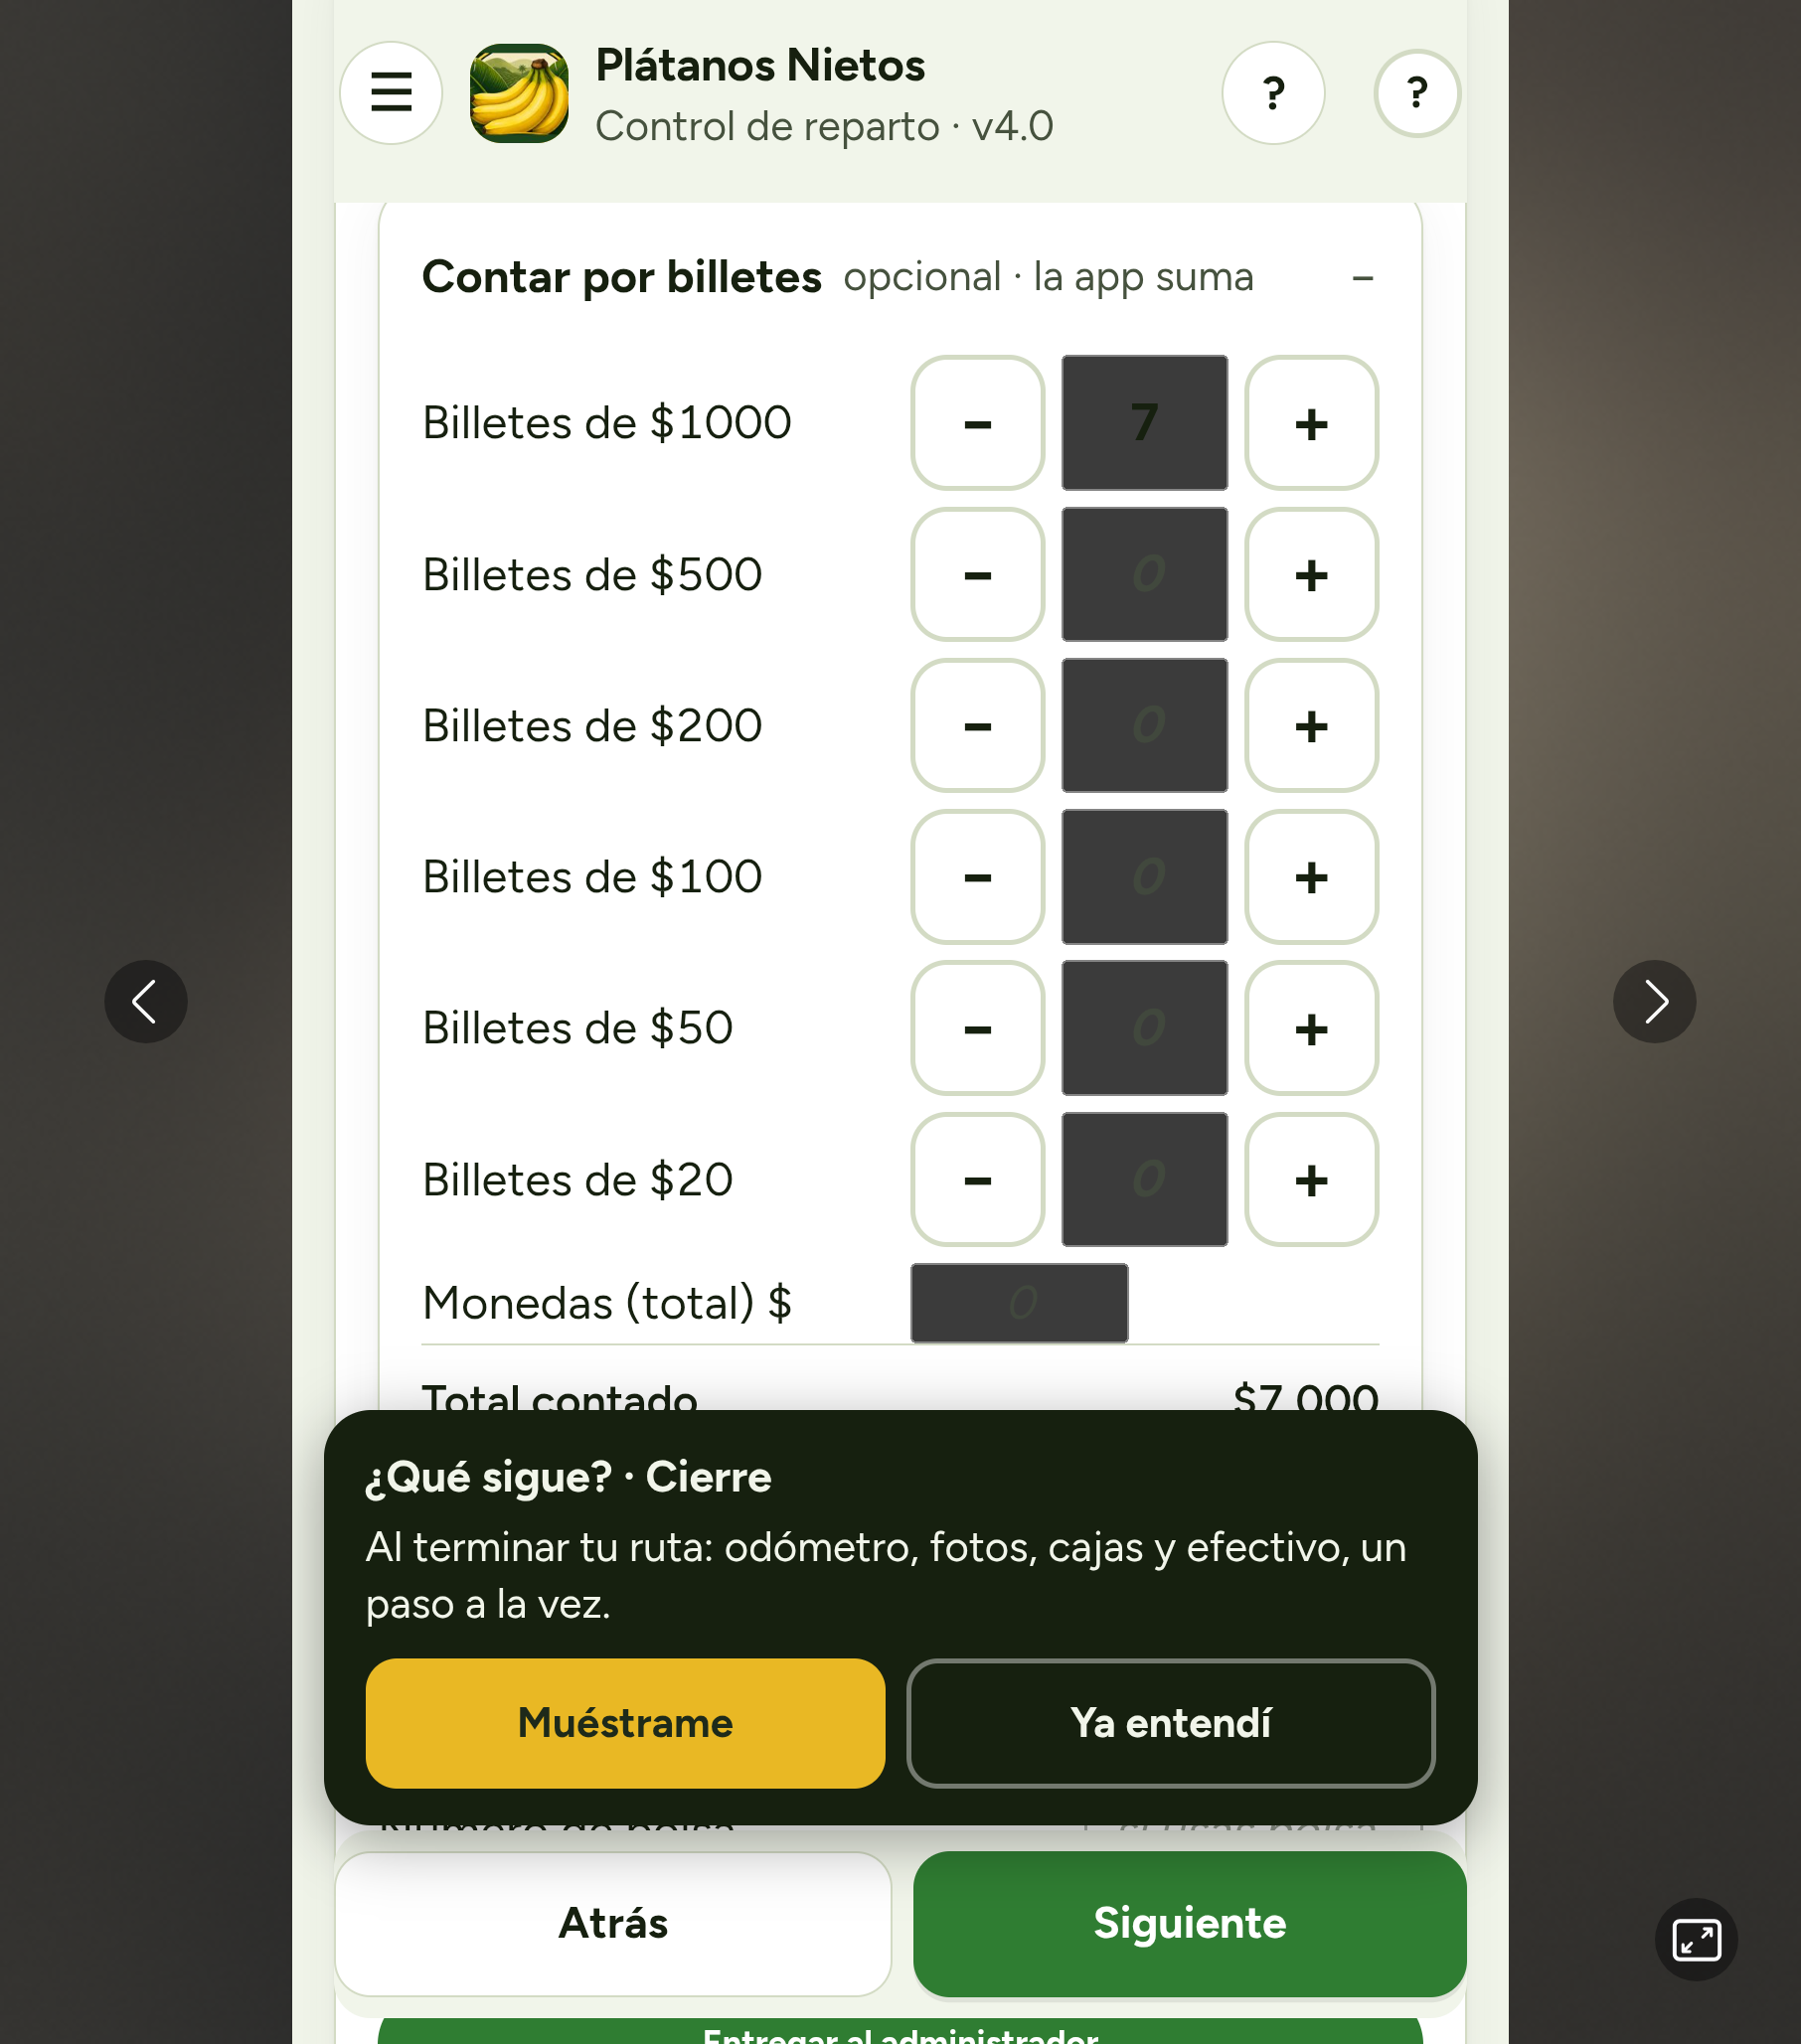 Plátanos Nietos
Control de reparto · v4.0
?
?
Contar por billetes opcional · la app suma −
Billetes de $1000 − 7 +
Billetes de $500 − 0 +
Billetes de $200 − 0 +
Billetes de $100 − 0 +
Billetes de $50 − 0 +
Billetes de $20 − 0 +
Monedas (total) $ 0
Total contado $7,000
¿Qué sigue? · Cierre
Al terminar tu ruta: odómetro, fotos, cajas y efectivo, un
paso a la vez.
Muéstrame
Ya entendí
Número de bolsa
Atrás
Siguiente
Entregar al administrador